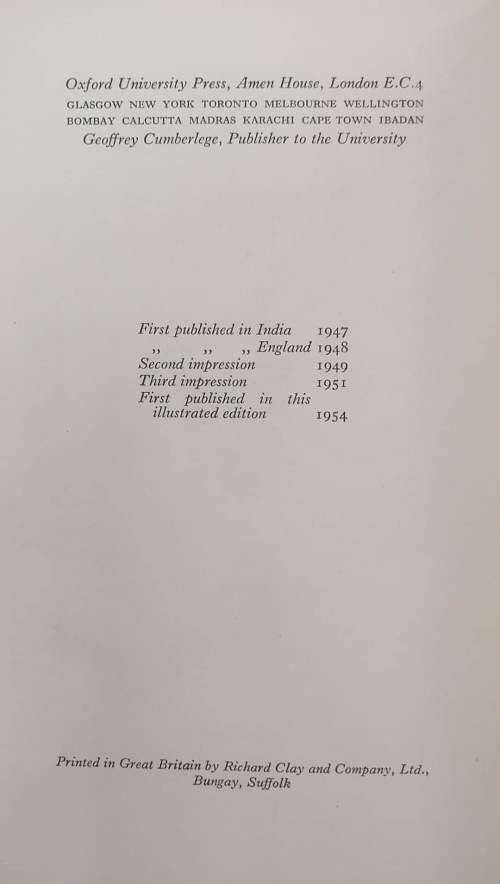 Oxford University Press, Amen House, London E.C.4
GLASGOW NEW YORK TORONTO MELBOURNE WELLINGTON
BOMBAY CALCUTTA MADRAS KARACHI CAPE TOWN IBADAN
Geoffrey Cumberlege, Publisher to the University
First published in India 1947
,, ,, ,, England 1948
Second impression 1949
Third impression 1951
First published in this
illustrated edition 1954
Printed in Great Britain by Richard Clay and Company, Ltd.,
Bungay, Suffolk